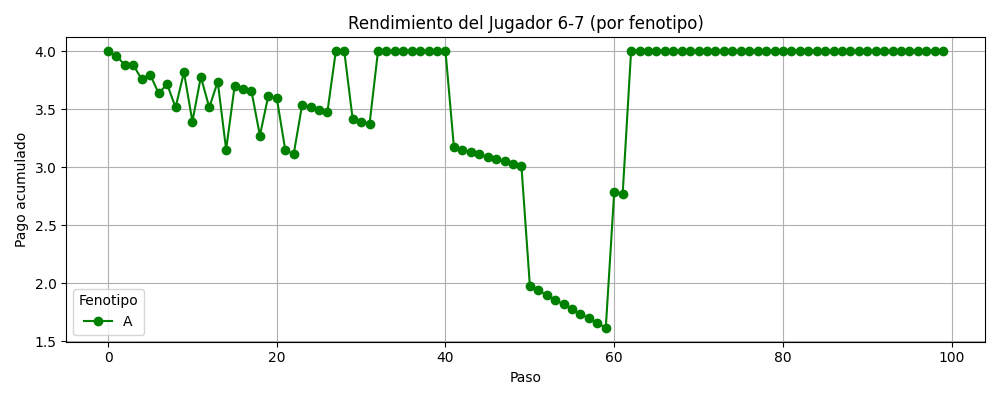 Rendimiento del Jugador 6-7 (por fenotipo)
Pago acumulado
4.0
3.5
3.0
2.5
2.0
1.5
Fenotipo
A
0 20 40 60 80 100
Paso